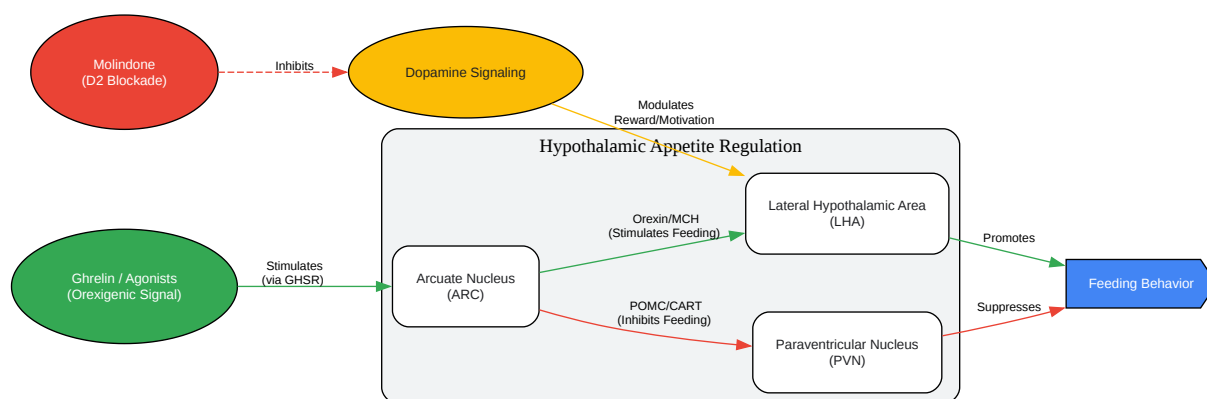 Molindone
(D2 Blockade)
Inhibits
Dopamine Signaling
Modulates
Reward/Motivation
Hypothalamic Appetite Regulation
Ghrelin / Agonists
(Orexigenic Signal)
Stimulates
(via GHSR)
Arcuate Nucleus
(ARC)
Orexin/MCH
(Stimulates Feeding)
POMC/CART
(Inhibits Feeding)
Lateral Hypothalamic Area
(LHA)
Paraventricular Nucleus
(PVN)
Promotes
Suppresses
Feeding Behavior